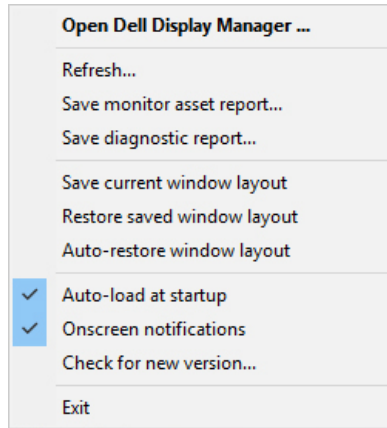 Open Dell Display Manager ...
Refresh...
Save monitor asset report...
Save diagnostic report...
Save current window layout
Restore saved window layout
Auto-restore window layout
Auto-load at startup
Onscreen notifications
Check for new version...
Exit